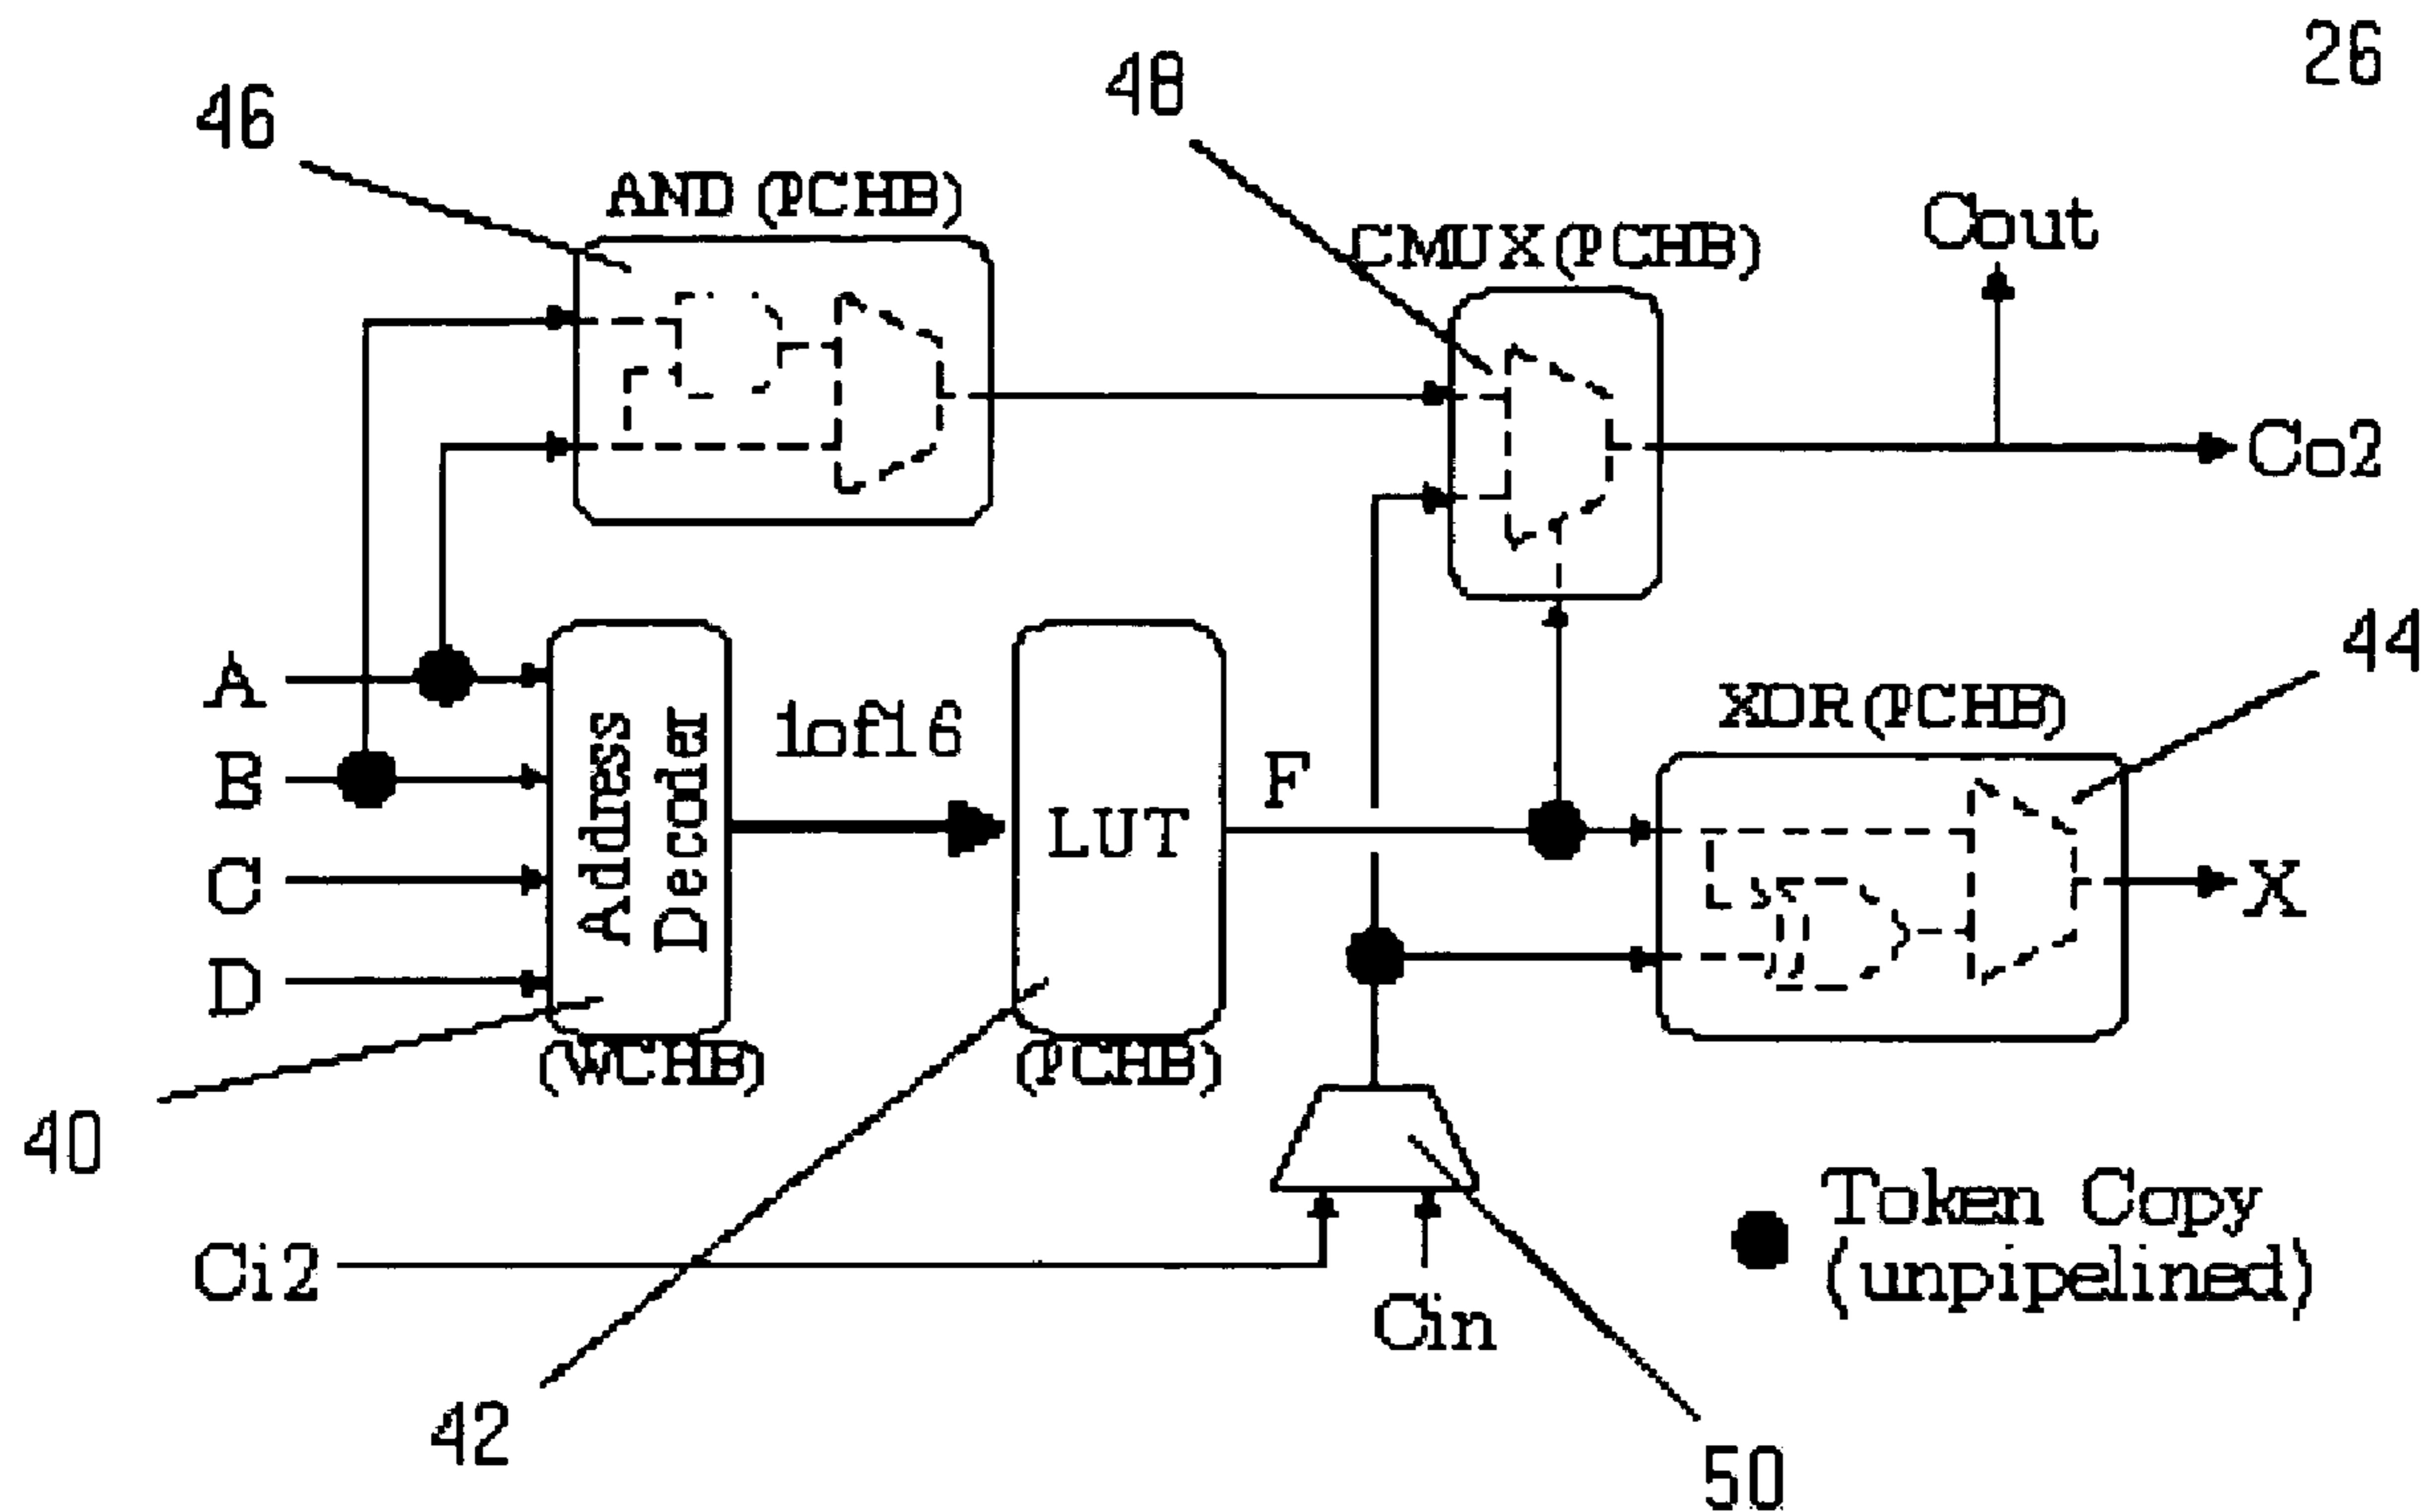 26
46
48
AND (PCHB)
CMUX (PCHB)
Cout
Co2
44
A
B
C
D
Address
Decoder
1of16
LUT
F
XOR (PCHB)
X
(WCHB)
(PCHB)
40
Ci2
Cin
Token Copy
(unpipelined)
42
50